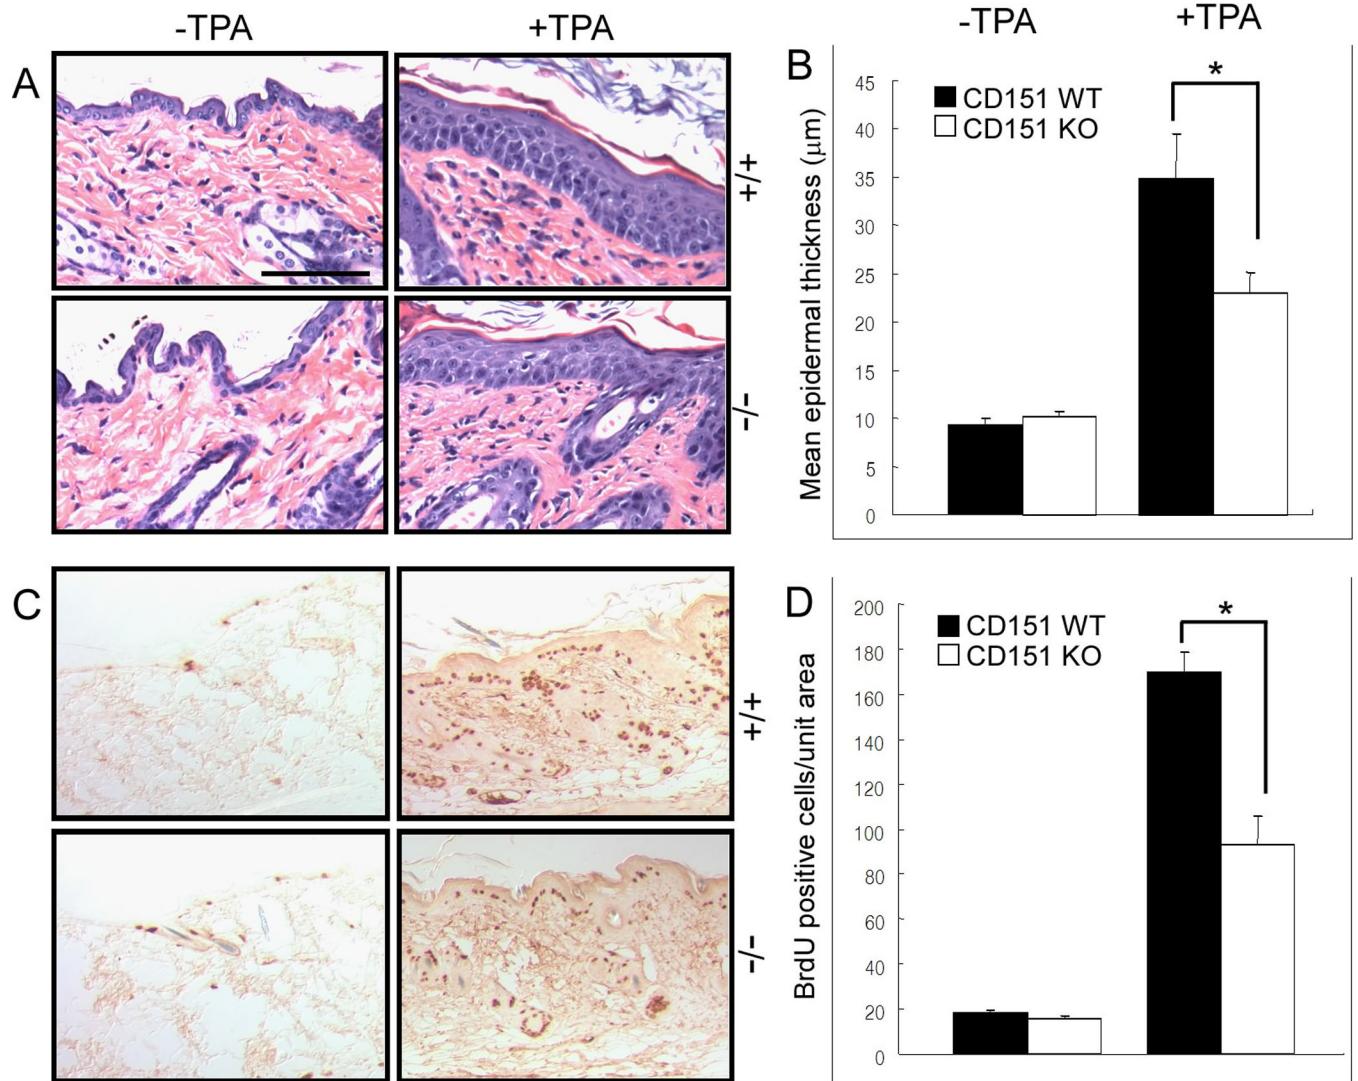 -TPA
+TPA
A
+/+
-/-
B
-TPA
+TPA
Mean epidermal thickness (μm)
45
40
35
30
25
20
15
10
5
0
CD151 WT
CD151 KO
*
C
+/+
-/-
D
BrdU positive cells/unit area
200
180
160
140
120
100
80
60
40
20
0
CD151 WT
CD151 KO
*